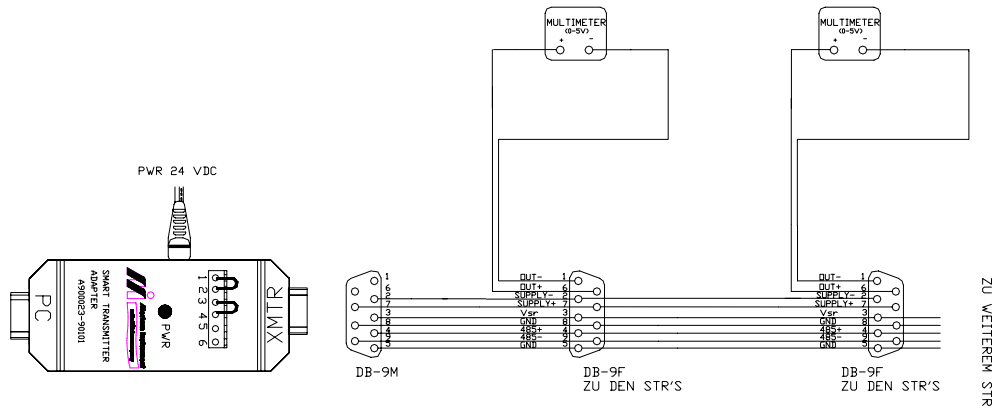 MULTIMETER
(0-5V)
+ -
MULTIMETER
(0-5V)
+ -
PWR 24 VDC
PC
SMART TRANSMITTER
ADAPTER
A900023-90101
PWR
1
2
3
4
5
6
XMTR
1
6
2
7
3
8
4
9
5
DB-9M
OUT- 1
OUT+ 6
SUPPLY- 2
SUPPLY+ 7
Vsr 3
GND 8
485+ 4
485- 9
GND 5
DB-9F
ZU DEN STR'S
OUT- 1
OUT+ 6
SUPPLY- 2
SUPPLY+ 7
Vsr 3
GND 8
485+ 4
485- 9
GND 5
DB-9F
ZU DEN STR'S
ZU WEITEREM STR